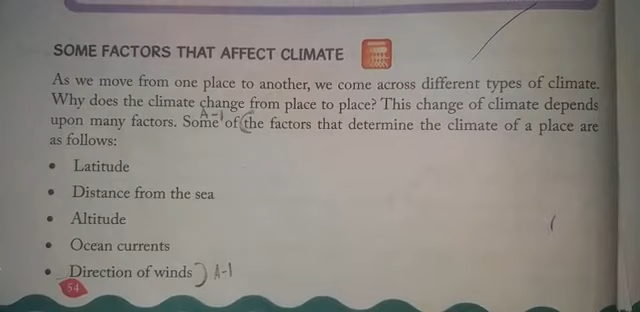 SOME FACTORS THAT AFFECT CLIMATE
As we move from one place to another, we come across different types of climate.
Why does the climate change from place to place? This change of climate depends
A-1
upon many factors. Some of (the factors that determine the climate of a place are
as follows:
• Latitude
• Distance from the sea
• Altitude
• Ocean currents
• Direction of winds) A-1
54